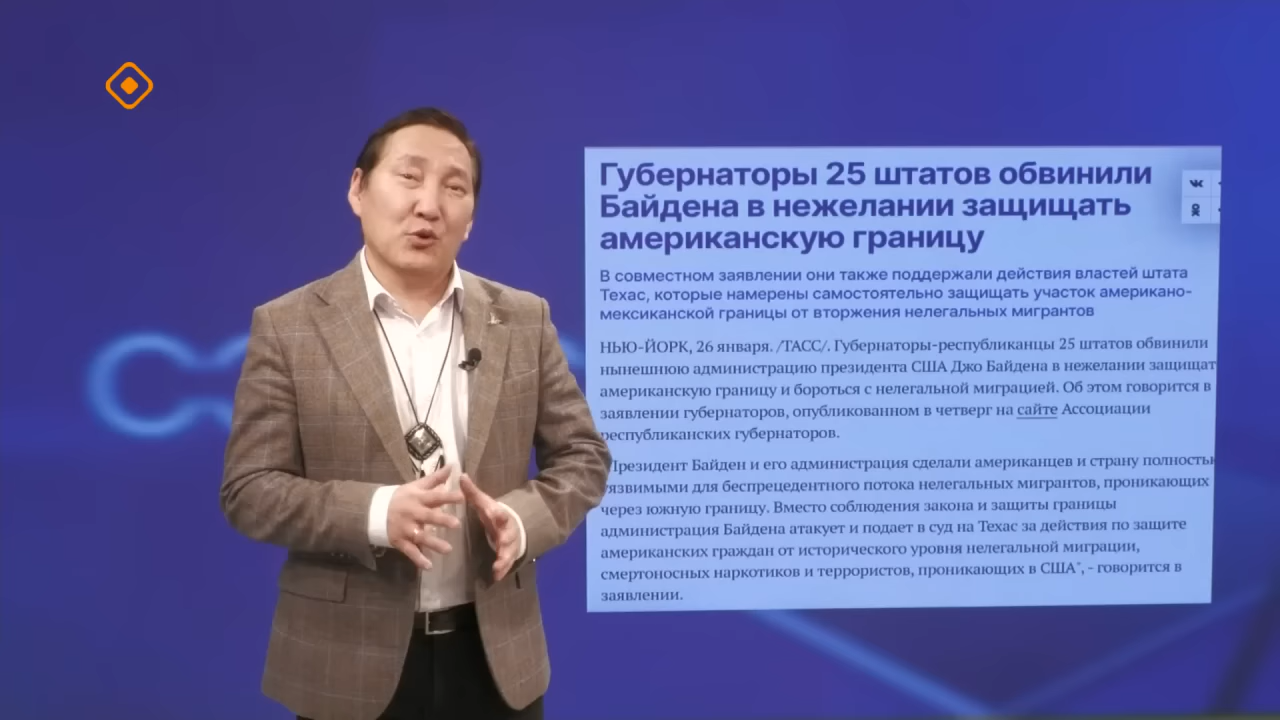 Губернаторы 25 штатов обвинили
Байдена в нежелании защищать
американскую границу
В совместном заявлении они также поддержали действия властей штата
Техас, которые намерены самостоятельно защищать участок американо-
мексиканской границы от вторжения нелегальных мигрантов
НЬЮ-ЙОРК, 26 января. /ТАСС/. Губернаторы-республиканцы 25 штатов обвинили
нынешнюю администрацию президента США Джо Байдена в нежелании защищат
американскую границу и бороться с нелегальной миграцией. Об этом говорится в
заявлении губернаторов, опубликованном в четверг на сайте Ассоциации
республиканских губернаторов.
Президент Байден и его администрация сделали американцев и страну полностью
уязвимыми для беспрецедентного потока нелегальных мигрантов, проникающих
через южную границу. Вместо соблюдения закона и защиты границы
администрация Байдена атакует и подает в суд на Техас за действия по защите
американских граждан от исторического уровня нелегальной миграции,
смертоносных наркотиков и террористов, проникающих в США", - говорится в
заявлении.